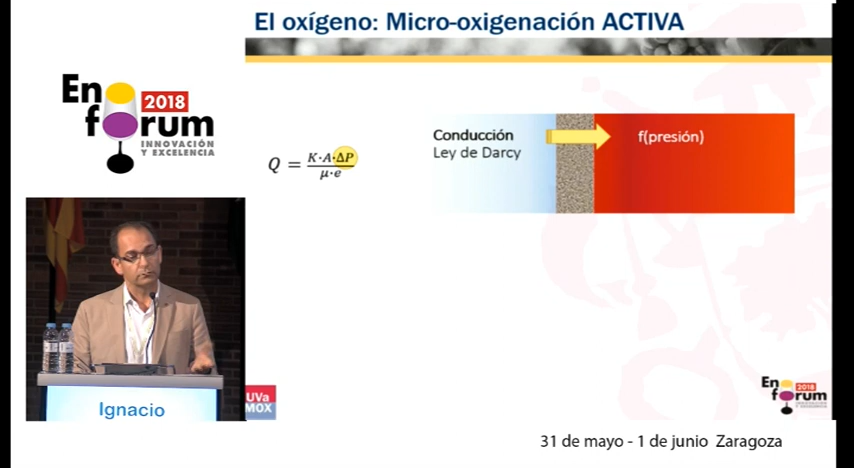 El oxígeno: Micro-oxigenación ACTIVA
En
2018
forum
INNOVACIÓN
Y EXCELENCIA
Conducción
Ley de Darcy
f(presión)
Q = K·A·ΔP / μ·e
Ignacio
UVa
MOX
En
2018
forum
31 de mayo - 1 de junio Zaragoza